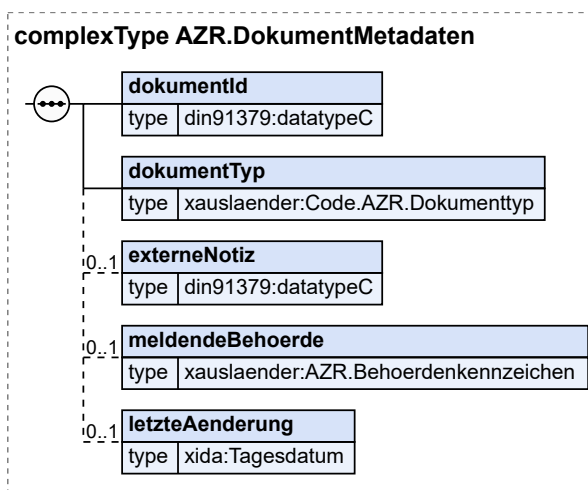 complexType AZR.DokumentMetadaten
dokumentId
type din91379:datatypeC
dokumentTyp
type xauslaender:Code.AZR.Dokumenttyp
0..1 externeNotiz
type din91379:datatypeC
0..1 meldendeBehoerde
type xauslaender:AZR.Behoerdenkennzeichen
0..1 letzteAenderung
type xida:Tagesdatum